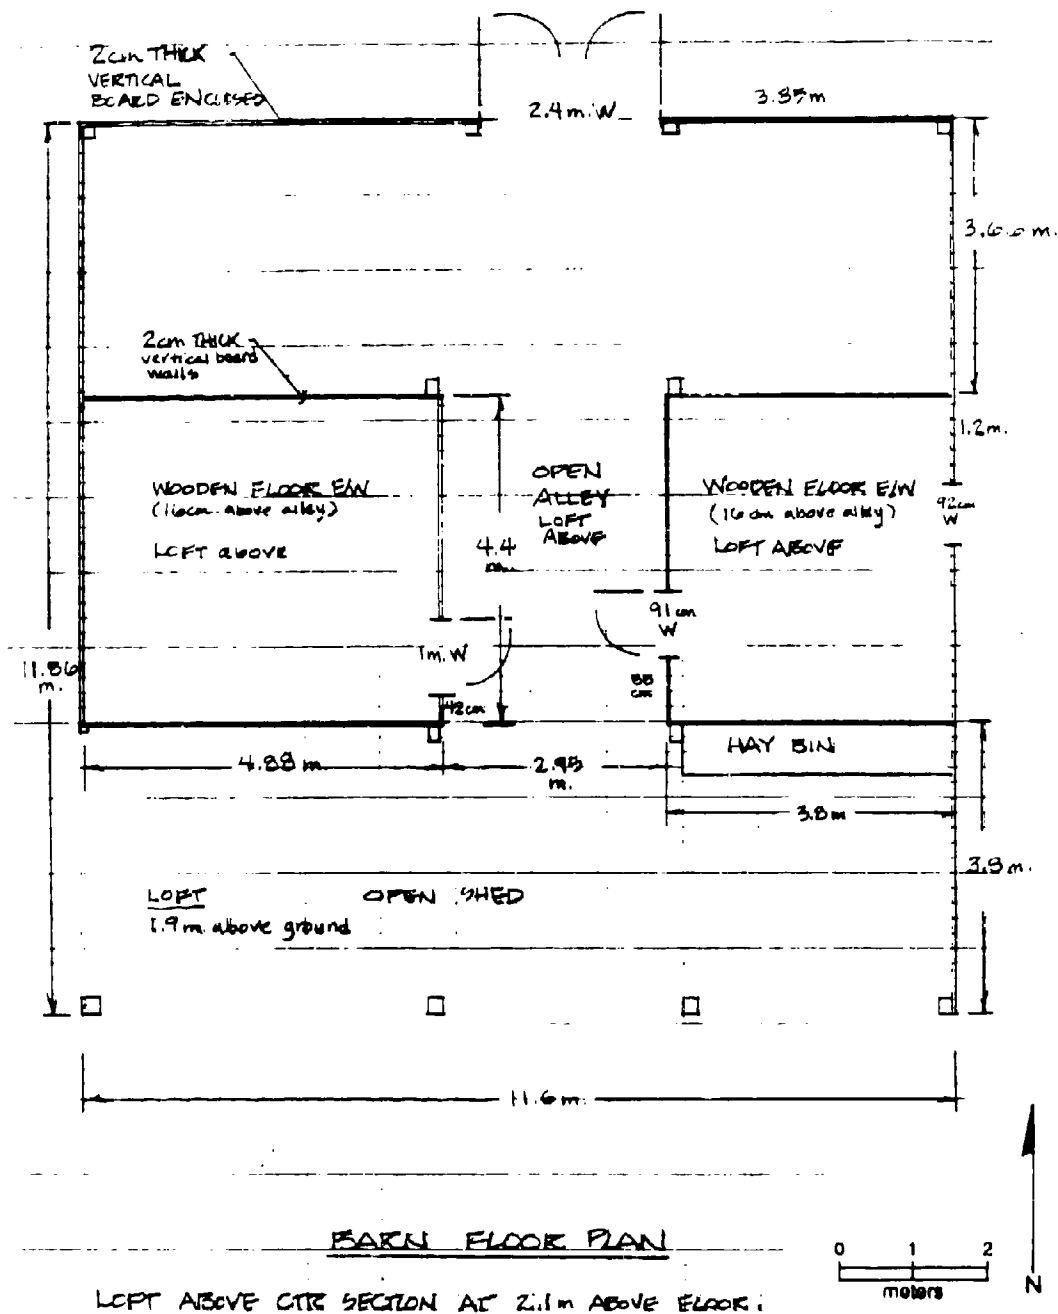 2cm THICK
VERTICAL
BOARD ENCLOSED
2.4m. W
3.85m
2cm THICK
vertical board
walls
1.2m.
WOODEN FLOOR E/W
(16cm. above alley)
LOFT above
OPEN
ALLEY
LOFT
ABOVE
4.4
m.
WOODEN FLOOR E/W
(16cm above alley)
LOFT ABOVE
92cm
W
91cm
W
1m. W
11.86
m.
42cm
88
cm
HAY BIN
4.88 m.
2.95
m.
3.8m
3.8m.
LOFT
1.9m. above ground
OPEN SHED
11.6m.
BARN FLOOR PLAN
0 1 2
meters
N
LOFT ABOVE CTR SECTION AT 2.1m ABOVE FLOOR.